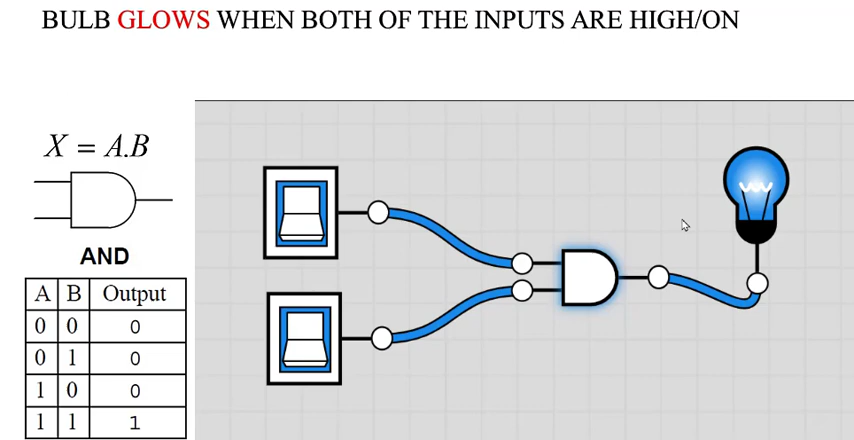 BULB GLOWS WHEN BOTH OF THE INPUTS ARE HIGH/ON
X = A.B
AND
A B Output
0 0 0
0 1 0
1 0 0
1 1 1